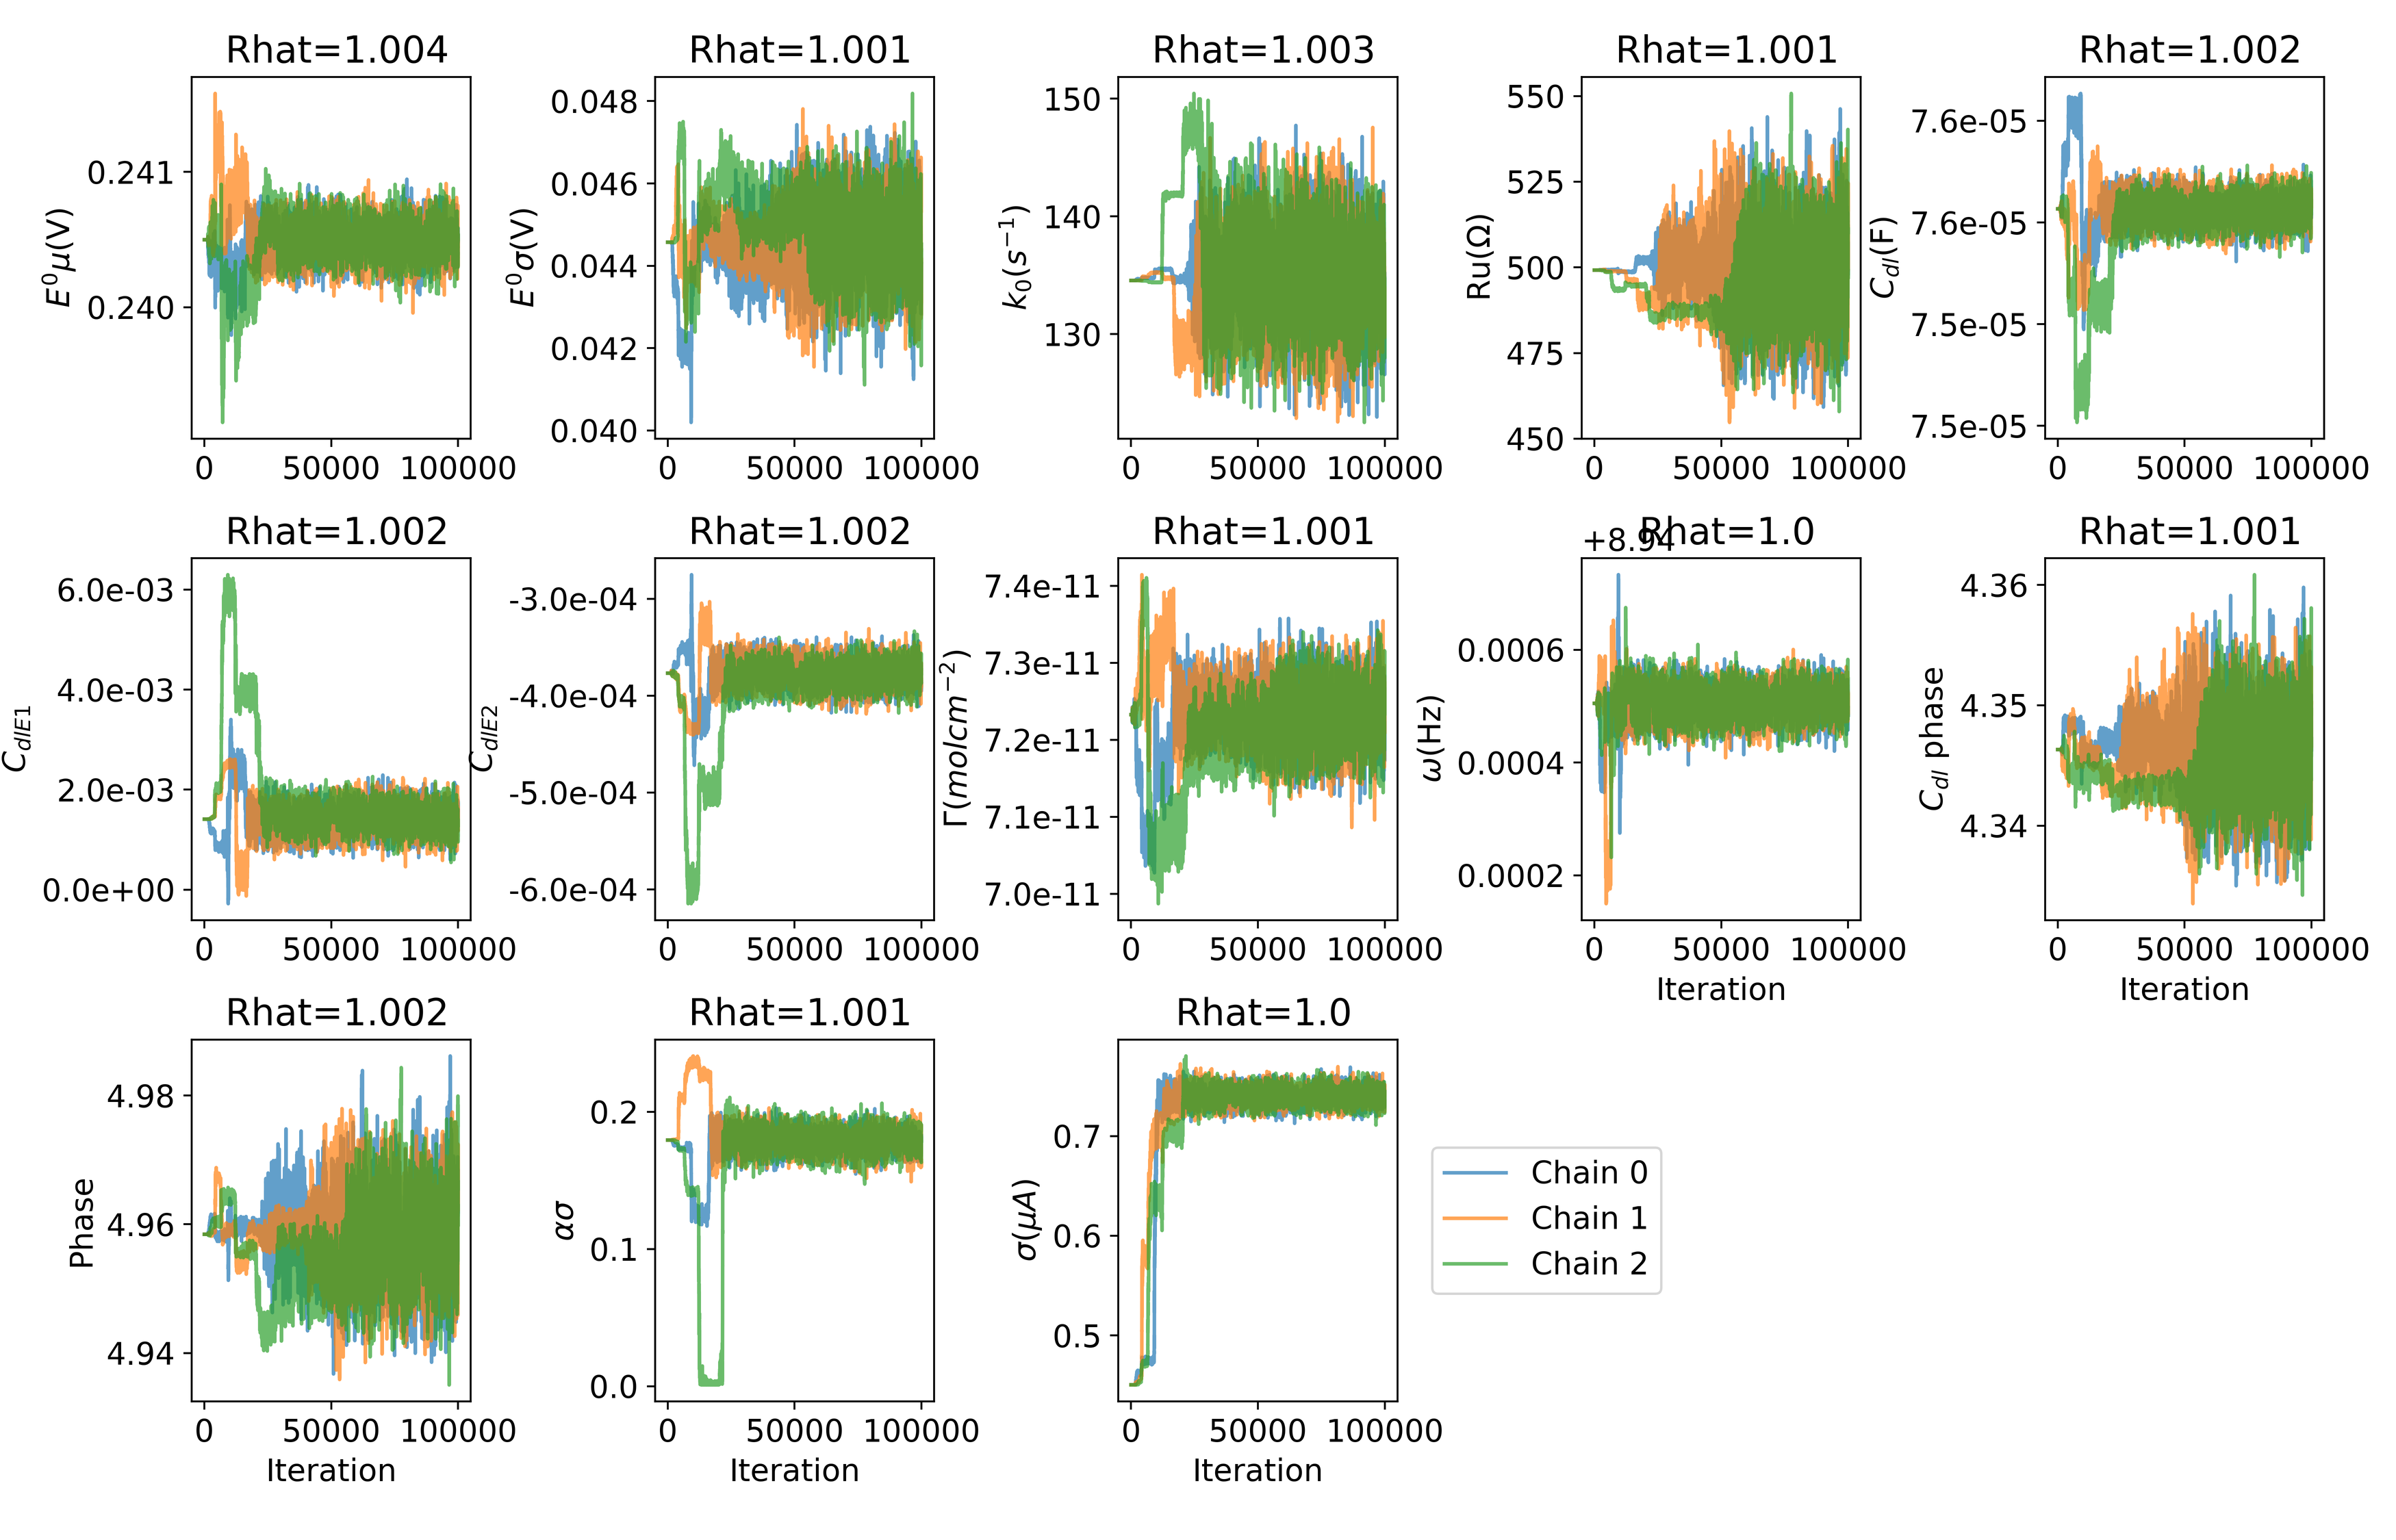 Rhat=1.004
Rhat=1.001
Rhat=1.003
Rhat=1.001
Rhat=1.002
E⁰μ(V)
0.241
0.240
0 50000 100000
E⁰σ(V)
0.048
0.046
0.044
0.042
0.040
0 50000 100000
k₀(s⁻¹)
150
140
130
0 50000 100000
Ru(Ω)
550
525
500
475
450
0 50000 100000
C_dl(F)
7.6e-05
7.6e-05
7.5e-05
7.5e-05
0 50000 100000
Rhat=1.002
Rhat=1.002
Rhat=1.001
Rhat=1.0
Rhat=1.001
C_dlE1
6.0e-03
4.0e-03
2.0e-03
0.0e+00
0 50000 100000
C_dlE2
-3.0e-04
-4.0e-04
-5.0e-04
-6.0e-04
0 50000 100000
Γ(molcm⁻²)
7.4e-11
7.3e-11
7.2e-11
7.1e-11
7.0e-11
0 50000 100000
+8.94
ω(Hz)
0.0006
0.0004
0.0002
0 50000 100000
Iteration
C_dl phase
4.36
4.35
4.34
0 50000 100000
Iteration
Rhat=1.002
Rhat=1.001
Rhat=1.0
Phase
4.98
4.96
4.94
0 50000 100000
Iteration
ασ
0.2
0.1
0.0
0 50000 100000
Iteration
σ(μA)
0.7
0.6
0.5
0 50000 100000
Iteration
Chain 0
Chain 1
Chain 2